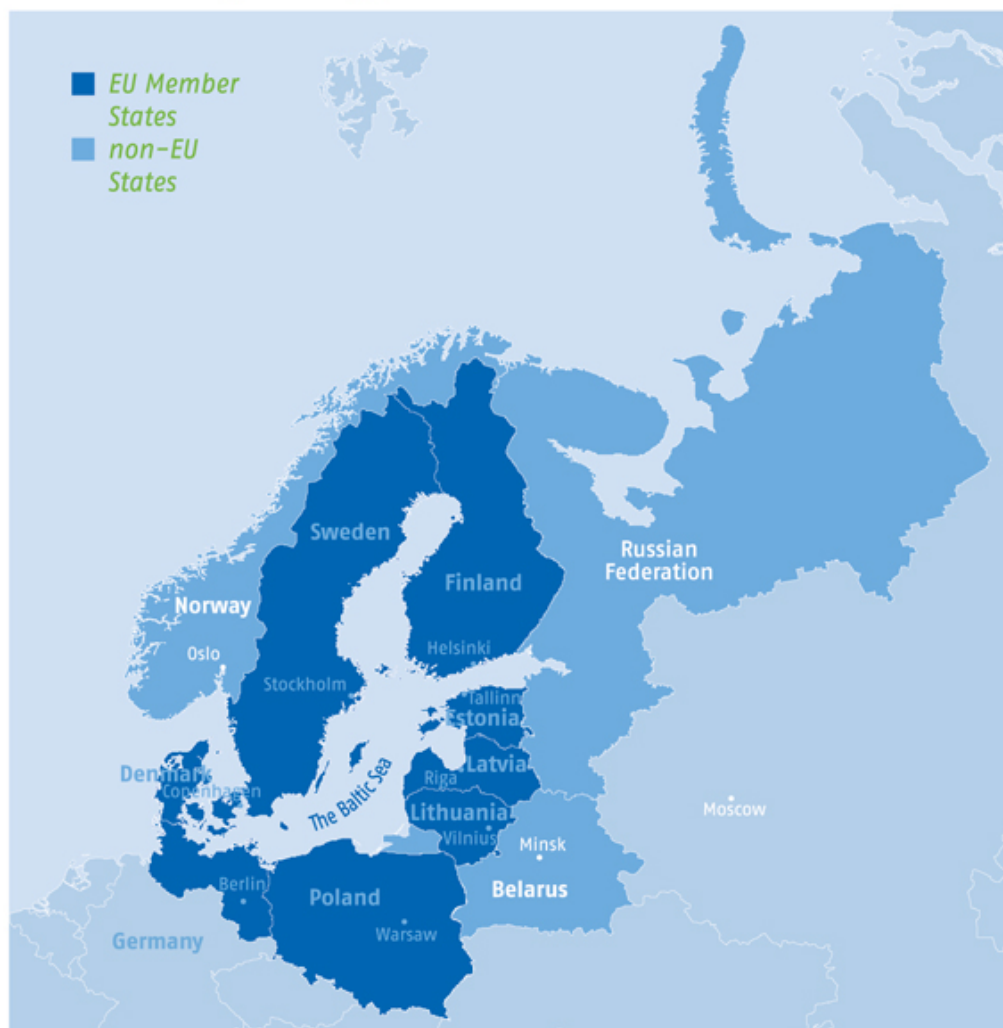 EU Member
States
non-EU
States
Sweden
Finland
Russian
Federation
Norway
Oslo
Helsinki
Stockholm
Tallinn
Estonia
Denmark
Copenhagen
The Baltic Sea
Riga
Latvia
Lithuania
Vilnius
Moscow
Minsk
Belarus
Berlin
Poland
Warsaw
Germany